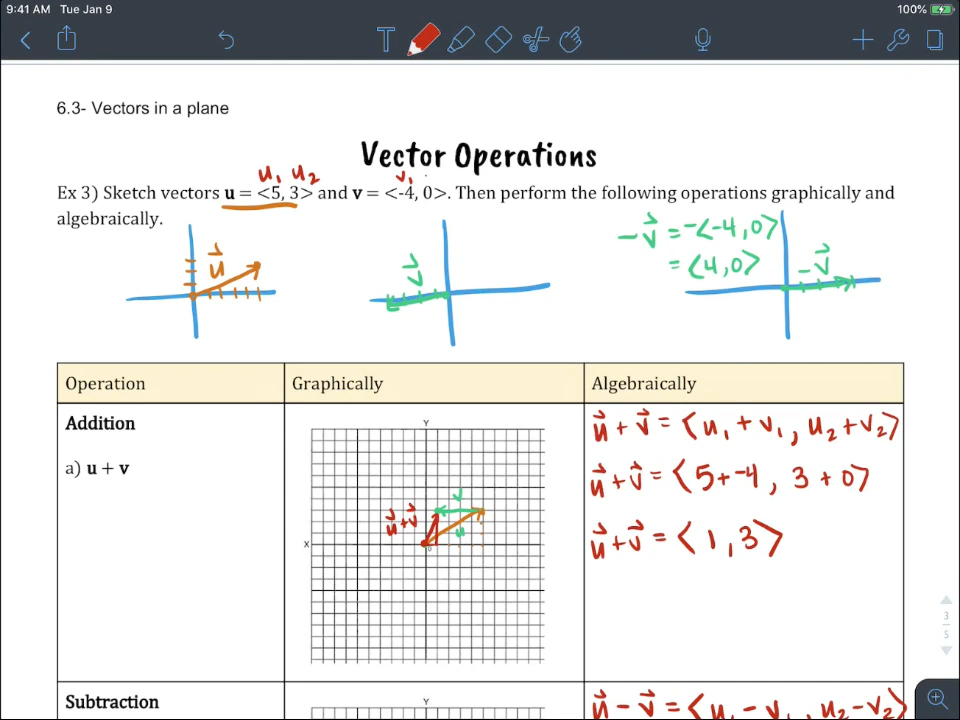 9:41 AM Tue Jan 9
100%
T
6.3- Vectors in a plane
Vector Operations
u₁ u₂
v₁
Ex 3) Sketch vectors u = <5, 3> and v = <-4, 0>. Then perform the following operations graphically and
algebraically.
u⃗
v⃗
-v⃗ = -⟨-4, 0⟩
= ⟨4, 0⟩
-v⃗
Operation
Graphically
Algebraically
Addition
a) u + v
Y
X
0
v
u
u⃗+v⃗
u⃗ + v⃗ = ⟨u₁ + v₁, u₂ + v₂⟩
u⃗ + v⃗ = ⟨5 + -4, 3 + 0⟩
u⃗ + v⃗ = ⟨1, 3⟩
3
5
Subtraction
Y
u⃗ - v⃗ = ⟨u₁ - v₁, u₂ - v₂⟩